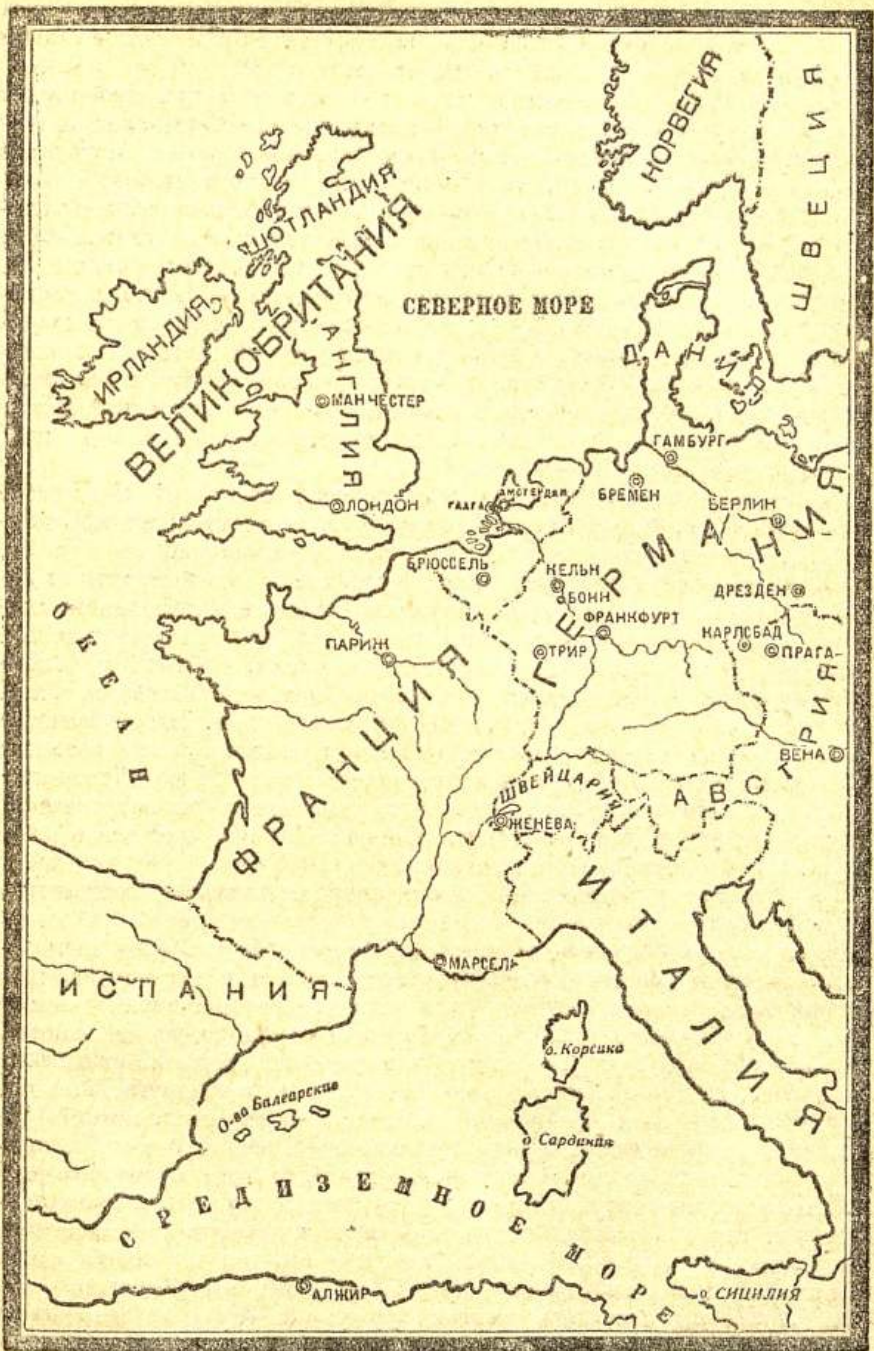 НОРВЕГИЯ
ШВЕЦИЯ
ШОТЛАНДИЯ
ВЕЛИКОБРИТАНИЯ
ИРЛАНДИЯ
АНГЛИЯ
СЕВЕРНОЕ МОРЕ
ДАНИЯ
МАНЧЕСТЕР
ЛОНДОН
ГААГА
АМСТЕРДАМ
ГАМБУРГ
БРЕМЕН
БЕРЛИН
ГЕРМАНИЯ
БРЮССЕЛЬ
КЕЛЬН
БОНН
ФРАНКФУРТ
ДРЕЗДЕН
КАРЛСБАД
ПРАГА
ТРИР
ПАРИЖ
ОКЕАН
ФРАНЦИЯ
ВЕНА
АВСТРИЯ
ШВЕЙЦАРИЯ
ЖЕНЕВА
ИТАЛИЯ
МАРСЕЛЬ
ИСПАНИЯ
о. Корсика
О-ва Балеарские
о Сардиния
СРЕДИЗЕМНОЕ МОРЕ
АЛЖИР
о СИЦИЛИЯ